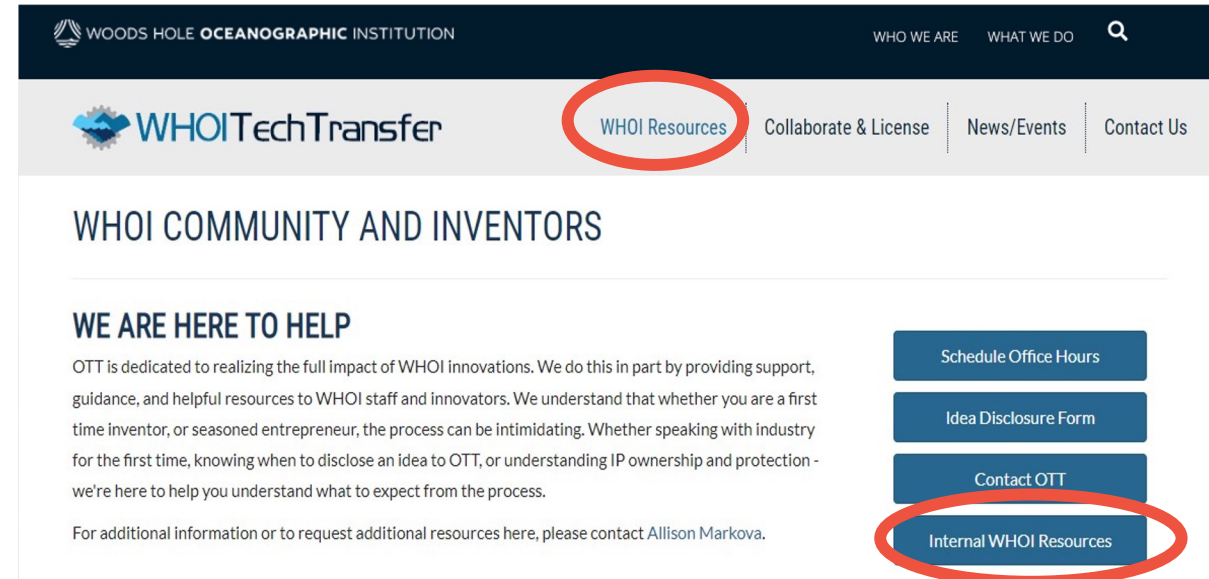 WOODS HOLE OCEANOGRAPHIC INSTITUTION
WHO WE ARE WHAT WE DO
WHOITechTransfer
WHOI Resources Collaborate & License News/Events Contact Us
WHOI COMMUNITY AND INVENTORS
WE ARE HERE TO HELP
OTT is dedicated to realizing the full impact of WHOI innovations. We do this in part by providing support,
guidance, and helpful resources to WHOI staff and innovators. We understand that whether you are a first
time inventor, or seasoned entrepreneur, the process can be intimidating. Whether speaking with industry
for the first time, knowing when to disclose an idea to OTT, or understanding IP ownership and protection -
we're here to help you understand what to expect from the process.
For additional information or to request additional resources here, please contact Allison Markova.
Schedule Office Hours
Idea Disclosure Form
Contact OTT
Internal WHOI Resources